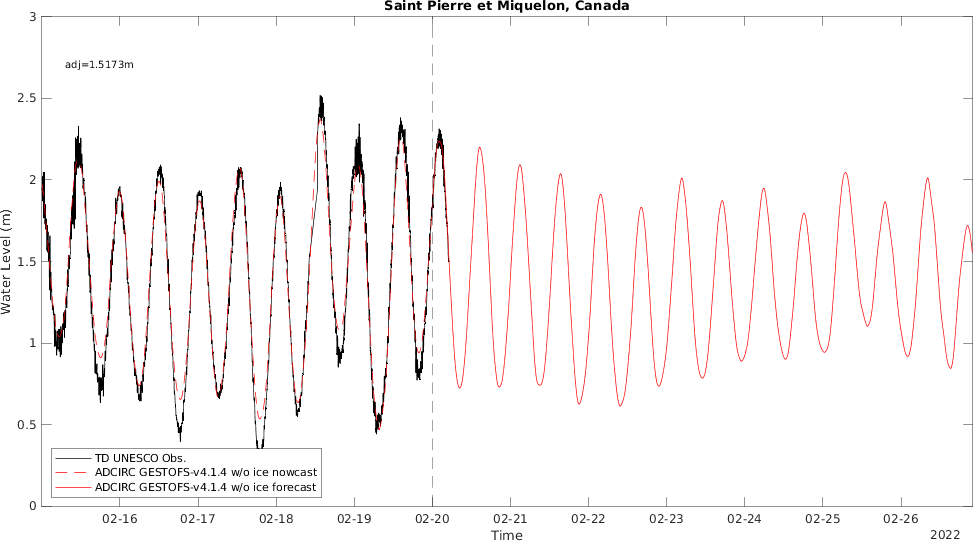 Saint Pierre et Miquelon, Canada
3
adj=1.5173m
2.5
2
Water Level (m)
1.5
1
0.5
TD UNESCO Obs.
ADCIRC GESTOFS-v4.1.4 w/o ice nowcast
ADCIRC GESTOFS-v4.1.4 w/o ice forecast
0
02-16 02-17 02-18 02-19 02-20 02-21 02-22 02-23 02-24 02-25 02-26
Time
2022